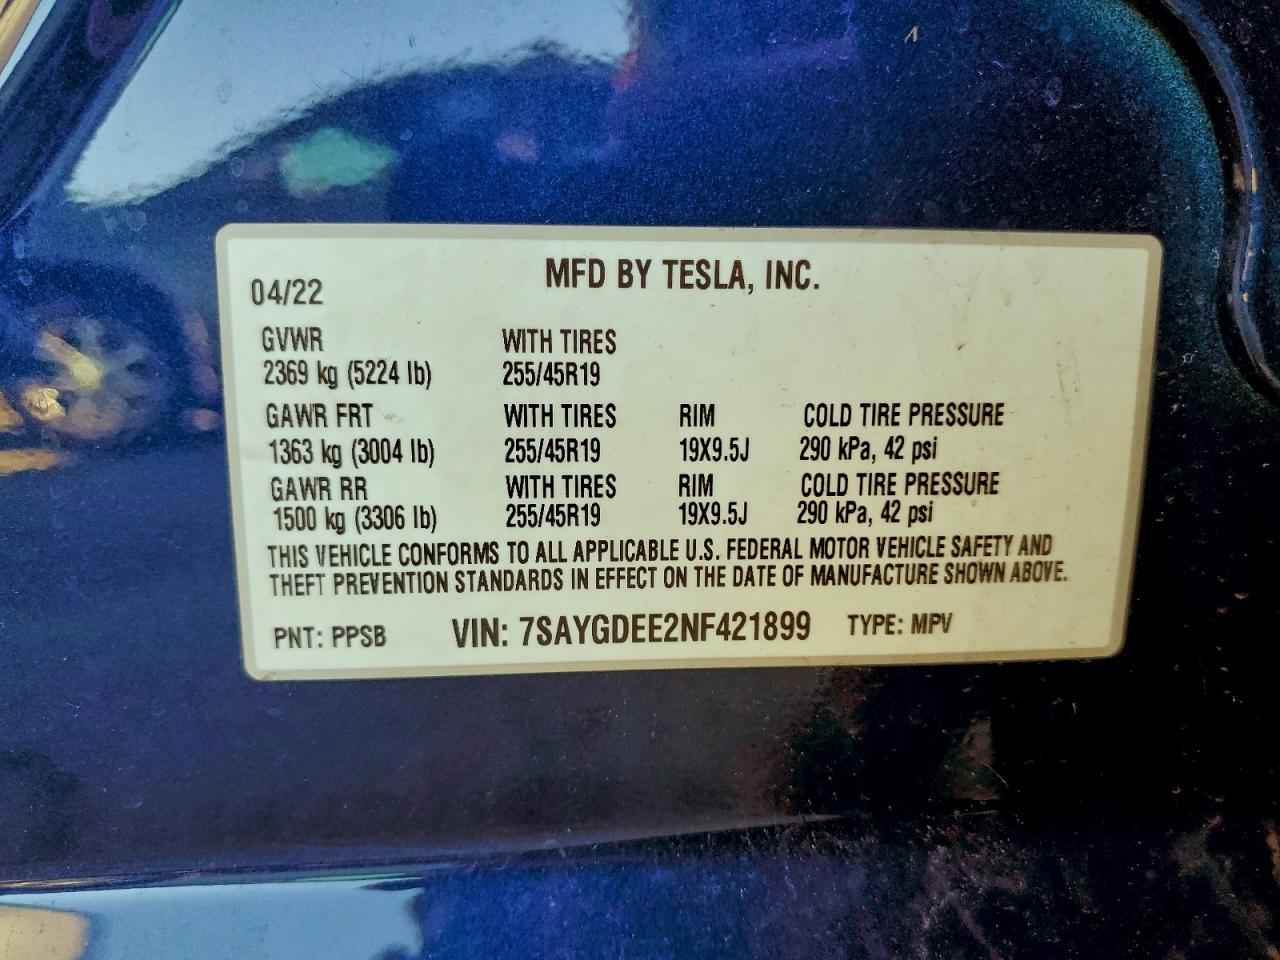 MFD BY TESLA, INC.
04/22
GVWR WITH TIRES
2369 kg (5224 lb) 255/45R19
GAWR FRT WITH TIRES RIM COLD TIRE PRESSURE
1363 kg (3004 lb) 255/45R19 19X9.5J 290 kPa, 42 psi
GAWR RR WITH TIRES RIM COLD TIRE PRESSURE
1500 kg (3306 lb) 255/45R19 19X9.5J 290 kPa, 42 psi
THIS VEHICLE CONFORMS TO ALL APPLICABLE U.S. FEDERAL MOTOR VEHICLE SAFETY AND
THEFT PREVENTION STANDARDS IN EFFECT ON THE DATE OF MANUFACTURE SHOWN ABOVE.
PNT: PPSB VIN: 7SAYGDEE2NF421899 TYPE: MPV